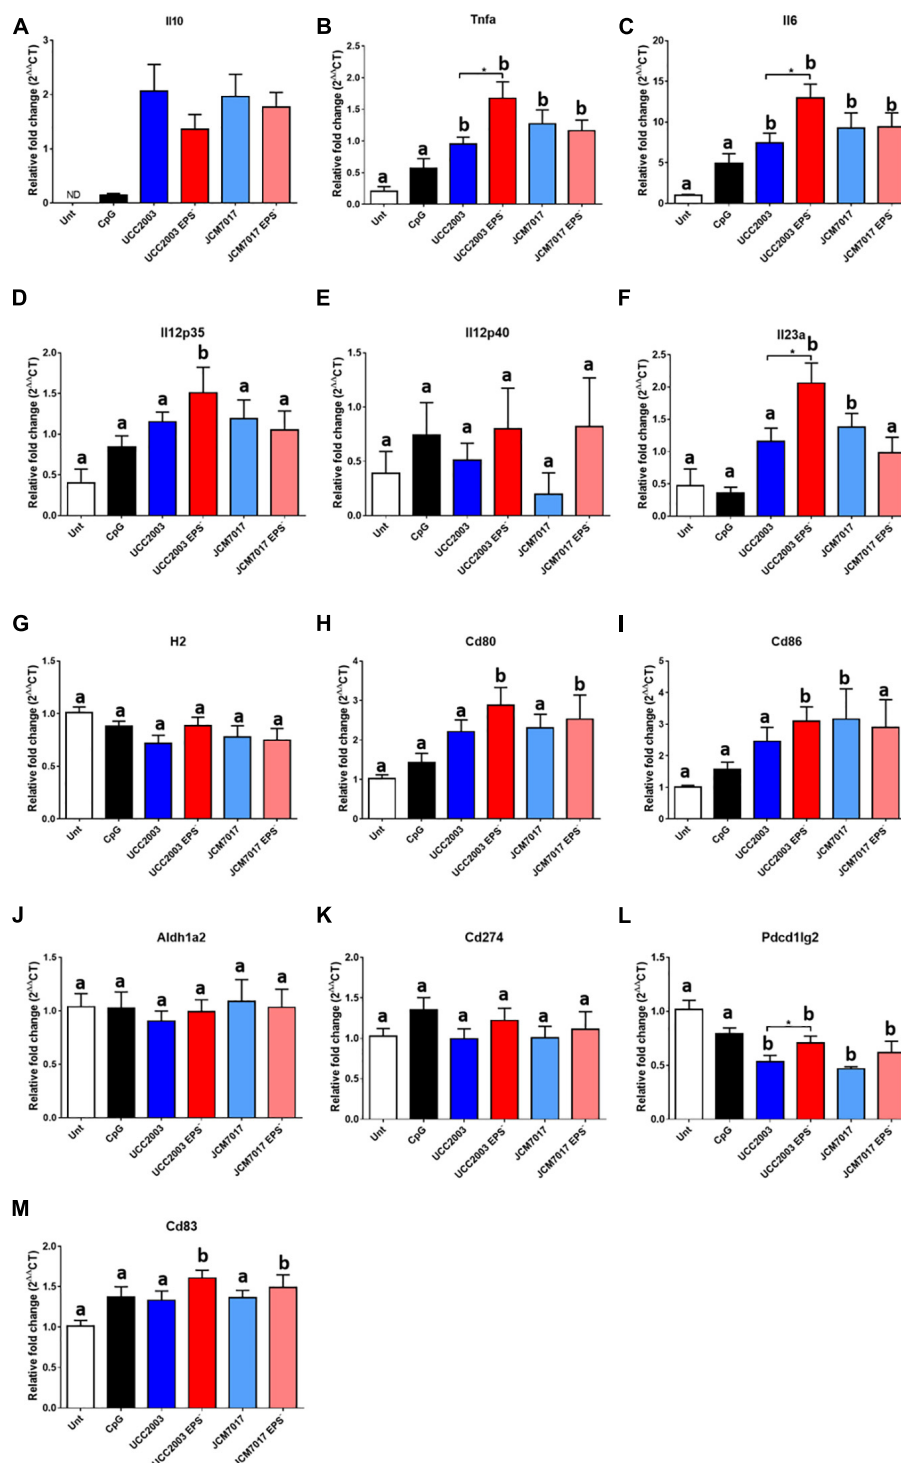 A
Il10
Relative fold change (2^ΔΔCT)
3
2
1
0
ND
Unt
CpG
UCC2003
UCC2003 EPS-
JCM7017
JCM7017 EPS-
B
Tnfa
Relative fold change (2^ΔΔCT)
2.5
2.0
1.5
1.0
0.5
0.0
a a b b b b
*
Unt
CpG
UCC2003
UCC2003 EPS-
JCM7017
JCM7017 EPS-
C
Il6
Relative fold change (2^ΔΔCT)
20
15
10
5
0
a a b b b b
*
Unt
CpG
UCC2003
UCC2003 EPS-
JCM7017
JCM7017 EPS-
D
Il12p35
Relative fold change (2^ΔΔCT)
2.0
1.5
1.0
0.5
0.0
a a a b a a
Unt
CpG
UCC2003
UCC2003 EPS-
JCM7017
JCM7017 EPS-
E
Il12p40
Relative fold change (2^ΔΔCT)
1.5
1.0
0.5
0.0
a a a a a a
Unt
CpG
UCC2003
UCC2003 EPS-
JCM7017
JCM7017 EPS-
F
Il23a
Relative fold change (2^ΔΔCT)
2.5
2.0
1.5
1.0
0.5
0.0
a a a b b a
*
Unt
CpG
UCC2003
UCC2003 EPS-
JCM7017
JCM7017 EPS-
G
H2
Relative fold change (2^ΔΔCT)
1.5
1.0
0.5
0.0
a a a a a a
Unt
CpG
UCC2003
UCC2003 EPS-
JCM7017
JCM7017 EPS-
H
Cd80
Relative fold change (2^ΔΔCT)
4
3
2
1
0
a a a b a b
Unt
CpG
UCC2003
UCC2003 EPS-
JCM7017
JCM7017 EPS-
I
Cd86
Relative fold change (2^ΔΔCT)
5
4
3
2
1
0
a a a b b a
Unt
CpG
UCC2003
UCC2003 EPS-
JCM7017
JCM7017 EPS-
J
Aldh1a2
Relative fold change (2^ΔΔCT)
1.5
1.0
0.5
0.0
a a a a a a
Unt
CpG
UCC2003
UCC2003 EPS-
JCM7017
JCM7017 EPS-
K
Cd274
Relative fold change (2^ΔΔCT)
2.0
1.5
1.0
0.5
0.0
a a a a a a
Unt
CpG
UCC2003
UCC2003 EPS-
JCM7017
JCM7017 EPS-
L
Pdcd1lg2
Relative fold change (2^ΔΔCT)
1.5
1.0
0.5
0.0
a a b b b b
*
Unt
CpG
UCC2003
UCC2003 EPS-
JCM7017
JCM7017 EPS-
M
Cd83
Relative fold change (2^ΔΔCT)
2.0
1.5
1.0
0.5
0.0
a a a b a b
Unt
CpG
UCC2003
UCC2003 EPS-
JCM7017
JCM7017 EPS-